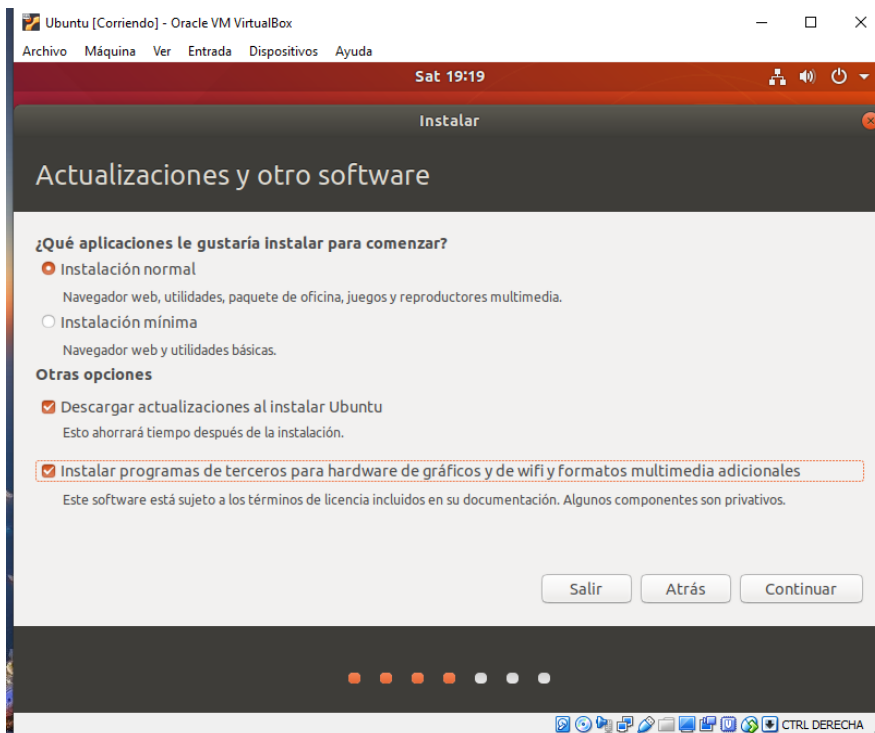 Ubuntu [Corriendo] - Oracle VM VirtualBox
Archivo Máquina Ver Entrada Dispositivos Ayuda
Sat 19:19
Instalar
Actualizaciones y otro software
¿Qué aplicaciones le gustaría instalar para comenzar?
Instalación normal
Navegador web, utilidades, paquete de oficina, juegos y reproductores multimedia.
Instalación mínima
Navegador web y utilidades básicas.
Otras opciones
Descargar actualizaciones al instalar Ubuntu
Esto ahorrará tiempo después de la instalación.
Instalar programas de terceros para hardware de gráficos y de wifi y formatos multimedia adicionales
Este software está sujeto a los términos de licencia incluidos en su documentación. Algunos componentes son privativos.
Salir Atrás Continuar
CTRL DERECHA